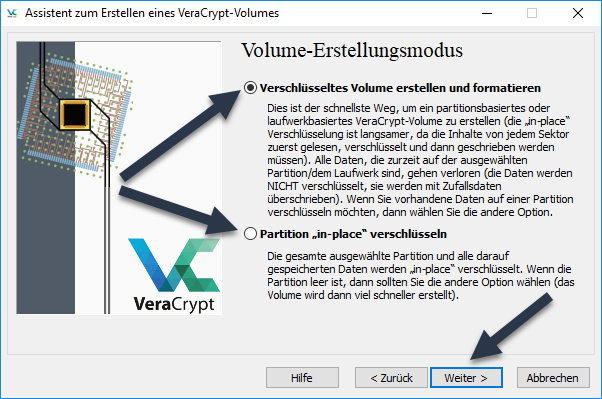 Assistent zum Erstellen eines VeraCrypt-Volumes
Volume-Erstellungsmodus
Verschlüsseltes Volume erstellen und formatieren
Dies ist der schnellste Weg, um ein partitionsbasiertes oder
laufwerkbasiertes VeraCrypt-Volume zu erstellen (die „in-place"
Verschlüsselung ist langsamer, da die Inhalte von jedem Sektor
zuerst gelesen, verschlüsselt und dann geschrieben werden
müssen). Alle Daten, die zurzeit auf der ausgewählten
Partition/dem Laufwerk sind, gehen verloren (die Daten werden
NICHT verschlüsselt, sie werden mit Zufallsdaten
überschrieben). Wenn Sie vorhandene Daten auf einer Partition
verschlüsseln möchten, dann wählen Sie die andere Option.
Partition „in-place" verschlüsseln
Die gesamte ausgewählte Partition und alle darauf
gespeicherten Daten werden „in-place" verschlüsselt. Wenn die
Partition leer ist, dann sollten Sie die andere Option wählen (das
Volume wird dann viel schneller erstellt).
VeraCrypt
Hilfe
< Zurück
Weiter >
Abbrechen